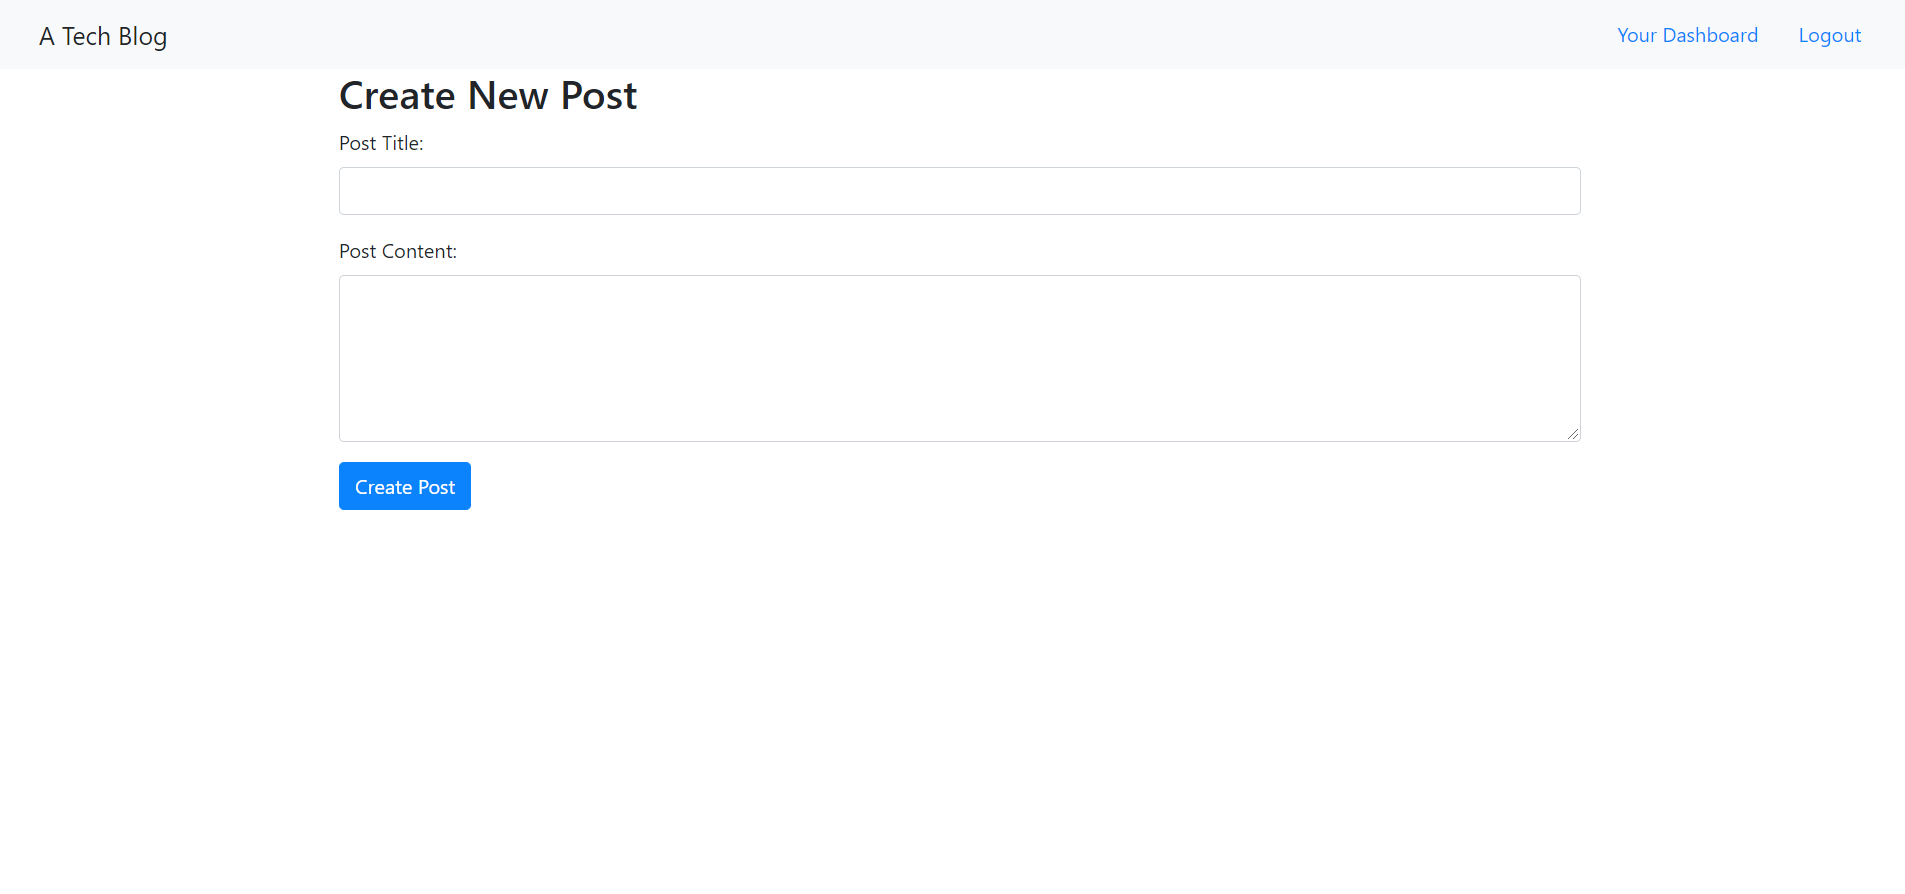 A Tech Blog
Your Dashboard
Logout
Create New Post
Post Title:
Post Content:
Create Post